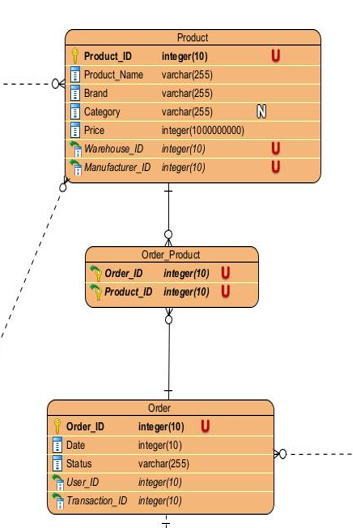 Product
Product_ID integer(10) U
Product_Name varchar(255)
Brand varchar(255)
Category varchar(255) N
Price integer(1000000000)
Warehouse_ID integer(10) U
Manufacturer_ID integer(10) U
Order_Product
Order_ID integer(10) U
Product_ID integer(10) U
Order
Order_ID integer(10) U
Date integer(10)
Status varchar(255)
User_ID integer(10)
Transaction_ID integer(10)